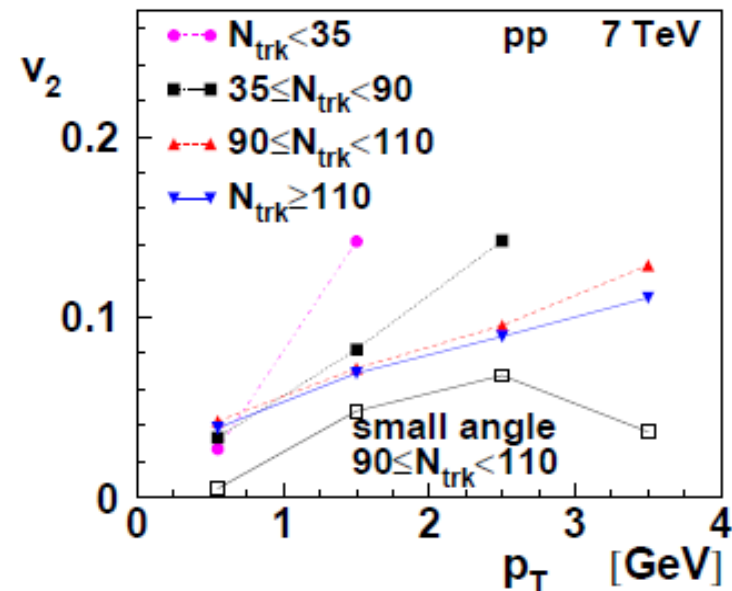 N_trk<35 pp 7 TeV
v_2
35≤N_trk<90
90≤N_trk<110
N_trk≥110
0.2
0.1
0
small angle
90≤N_trk<110
0 1 2 3 4
p_T [GeV]